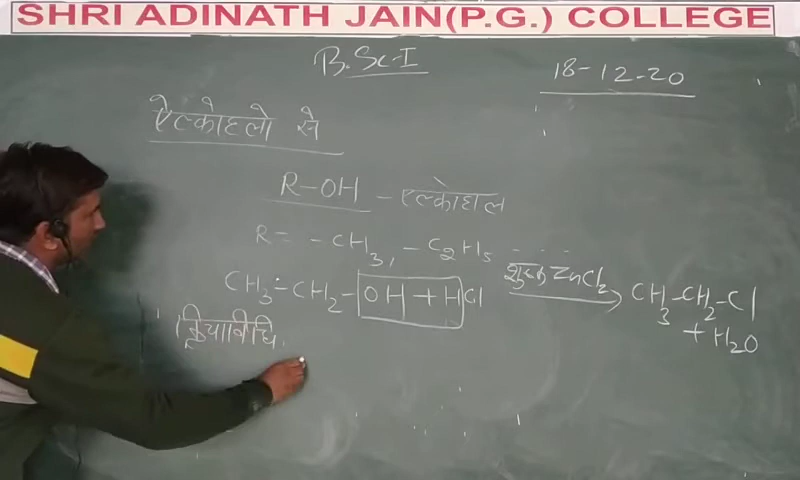 SHRI ADINATH JAIN(P.G.) COLLEGE
B.Sc-I
18-12-20
ऐल्कोहलो से
R-OH - एल्कोहाल
R = -CH3, -C2H5 ....
CH3-CH2-OH + HCl शुष्क ZnCl2 → CH3-CH2-Cl
+ H2O
क्रियाविधि